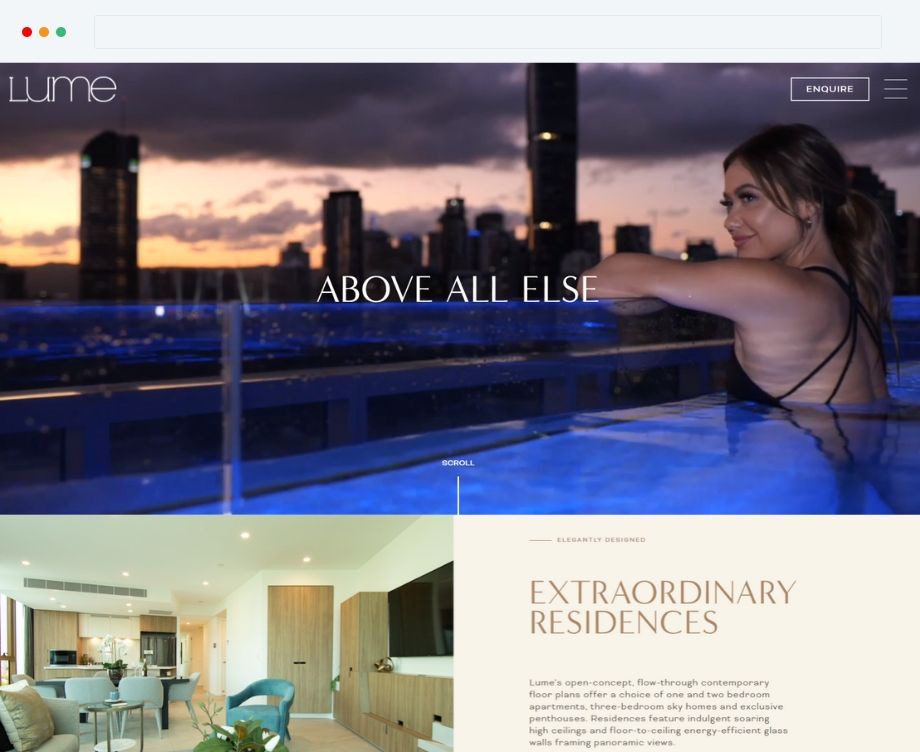 Lume
ENQUIRE
ABOVE ALL ELSE
SCROLL
ELEGANTLY DESIGNED
EXTRAORDINARY
RESIDENCES
Lume's open-concept, flow-through contemporary
floor plans offer a choice of one and two bedroom
apartments, three-bedroom sky homes and exclusive
penthouses. Residences feature indulgent soaring
high ceilings and floor-to-ceiling energy-efficient glass
walls framing panoramic views.